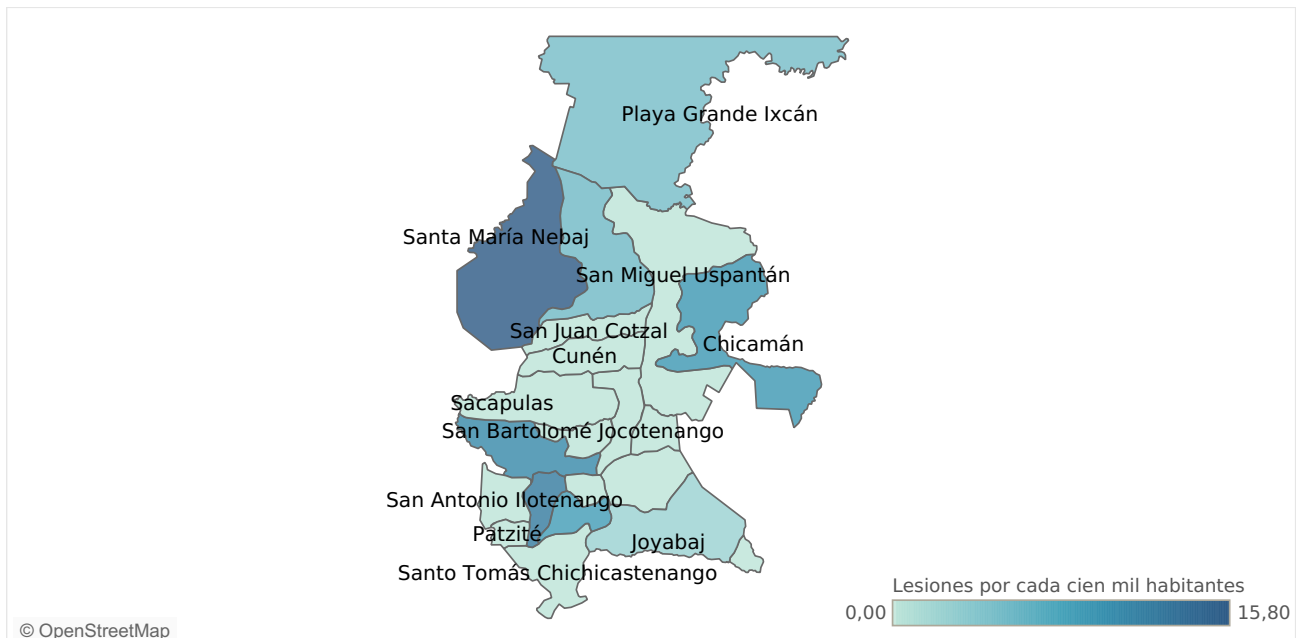 Playa Grande Ixcán
Santa María Nebaj
San Miguel Uspantán
San Juan Cotzal
Chicamán
Cunén
Sacapulas
San Bartolomé Jocotenango
San Antonio Ilotenango
Patzité
Joyabaj
Santo Tomás Chichicastenango
Lesiones por cada cien mil habitantes
0,00 15,80
© OpenStreetMap